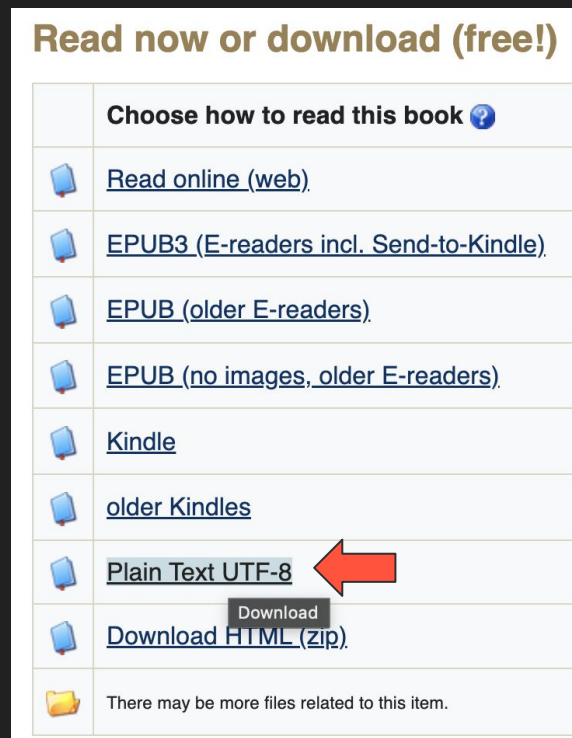 Read now or download (free!)
Choose how to read this book ?
Read online (web)
EPUB3 (E-readers incl. Send-to-Kindle)
EPUB (older E-readers)
EPUB (no images, older E-readers)
Kindle
older Kindles
Plain Text UTF-8
Download
Download HTML (zip)
There may be more files related to this item.